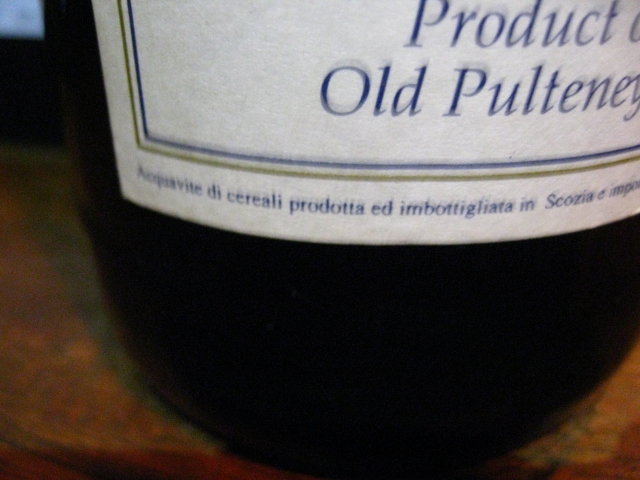 Product
Old Pulteney
Acquavite di cereali prodotta ed imbottigliata in Scozia e